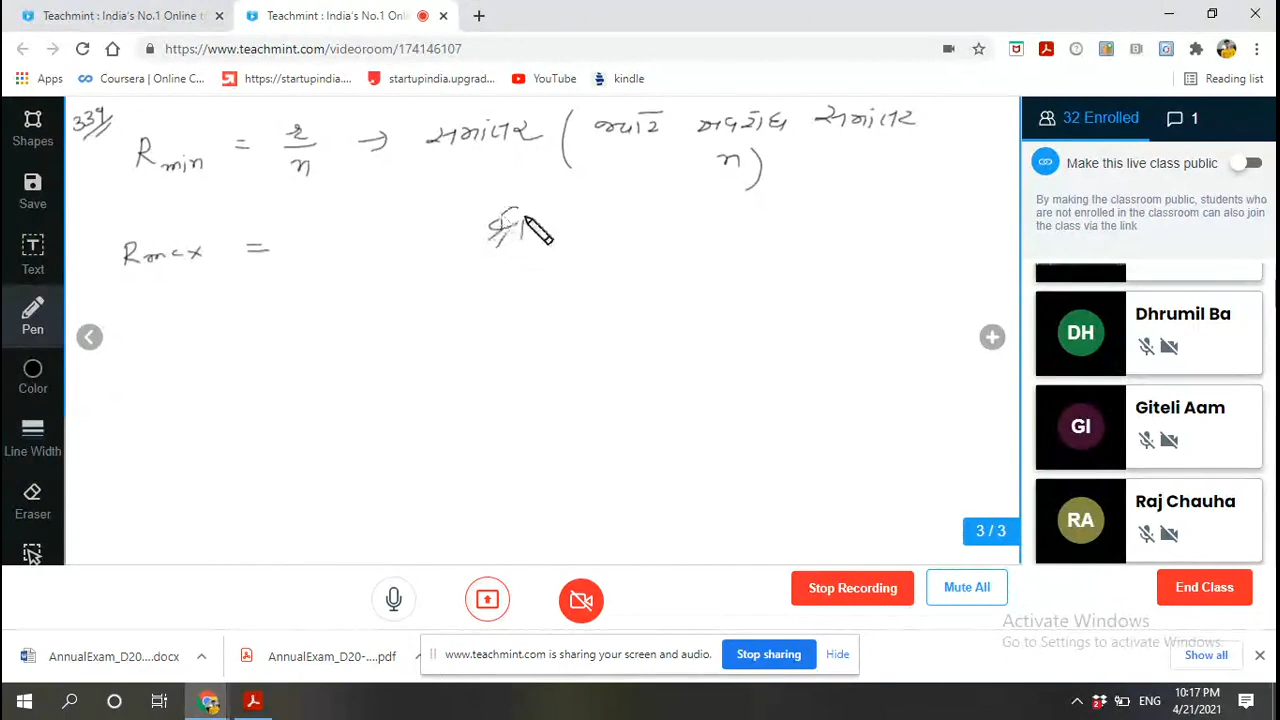 Teachmint : India's No.1 Online t
Teachmint : India's No.1 Onli
https://www.teachmint.com/videoroom/174146107
Apps
Coursera | Online C...
https://startupindia....
startupindia.upgrad...
YouTube
kindle
Reading list
Shapes
Save
Text
Pen
Color
Line Width
Eraser
339
Rmin = r/n → સમાંતર ( જ્યારે અવરોધ સમાંતર
n)
Rmax =
3 / 3
32 Enrolled
1
Make this live class public
By making the classroom public, students who
are not enrolled in the classroom can also join
the class via the link
Dhrumil Ba
DH
Giteli Aam
GI
Raj Chauha
RA
Stop Recording
Mute All
End Class
Activate Windows
Go to Settings to activate Windows.
AnnualExam_D20....docx
AnnualExam_D20-....pdf
www.teachmint.com is sharing your screen and audio.
Stop sharing
Hide
Show all
ENG
10:17 PM
4/21/2021